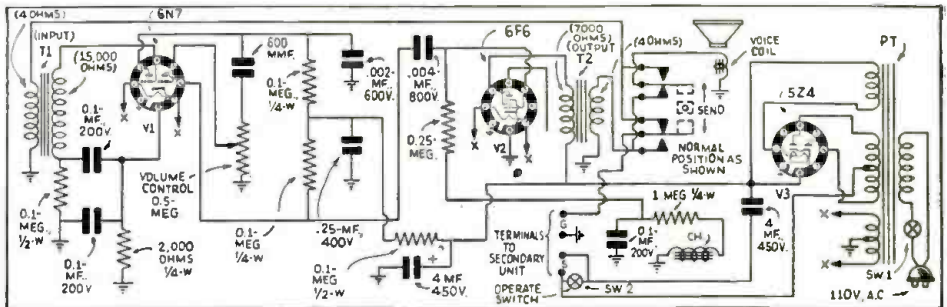 (4 OHMS)
(INPUT)
T1
6N7
(15,000
OHMS)
0.1-
MF.,
200V.
V1
X
X
0.1-
MEG.,
½-W
0.1-
MF.,
200V
2,000
OHMS
¼-W
VOLUME
CONTROL
0.5-
MEG
600
MMF.
0.1-
MEG.,
¼-W
0.1-
MEG
¼-W
.002-
MF.,
600V.
.25-MF.,
400V.
0.1-
MEG
½-W
+
4 MF
450V.
.004-
MF.,
800V.
0.25
MEG.
6F6
V2
X
X
(7000
OHMS)
(OUTPUT)
T2
(4 OHMS)
VOICE
COIL
SEND
NORMAL
POSITION AS
SHOWN
TERMINALS
TO
SECONDARY
UNIT
G
S
OPERATE
SWITCH
SW.2
1 MEG ¼-W
0.1-
MF.
200V
CH.
5Z4
V3
4
MF.
450V.
PT
X
X
SW.1
110V., A.C